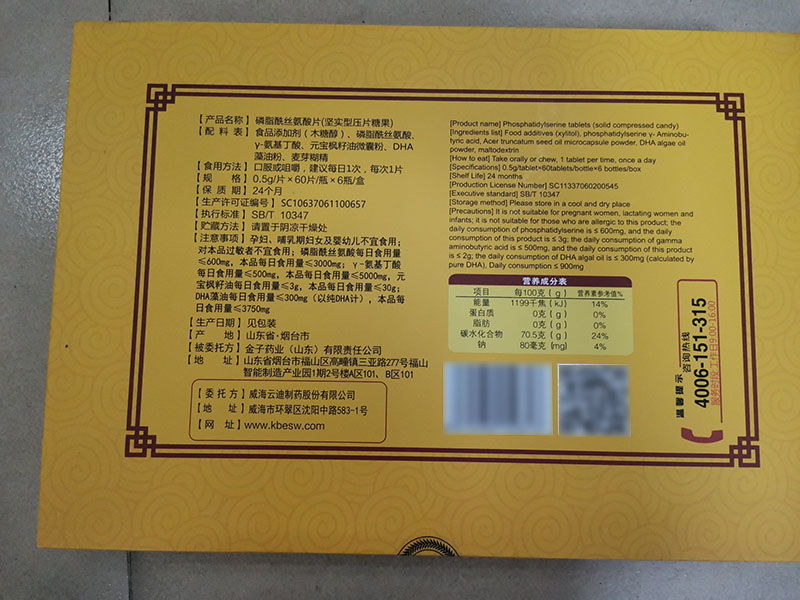 【产品名称】磷脂酰丝氨酸片(坚实型压片糖果)
【配 料 表】食品添加剂（木糖醇）、磷脂酰丝氨酸、
γ-氨基丁酸、元宝枫籽油微囊粉、DHA
藻油粉、麦芽糊精
【食用方法】口服或咀嚼，建议每日1次，每次1片
【规 格】0.5g/片×60片/瓶×6瓶/盒
【保 质 期】24个月
【生产许可证编号】SC10637061100657
【执行标准】SB/T 10347
【贮藏方法】请置于阴凉干燥处
【注意事项】孕妇、哺乳期妇女及婴幼儿不宜食用；
对本品过敏者不宜食用；磷脂酰丝氨酸每日食用量
≤600mg，本品每日食用量≤3000mg；γ-氨基丁酸
每日食用量≤500mg，本品每日食用量≤5000mg，元
宝枫籽油每日食用量≤3g，本品每日食用量≤30g；
DHA藻油每日食用量≤300mg（以纯DHA计），本品每
日食用量≤3750mg
【生产日期】见包装
【产 地】山东省·烟台市
【被委托方】金子药业（山东）有限责任公司
【地 址】山东省烟台市福山区高疃镇三亚路277号福山
智能制造产业园1期2号楼A区101、B区101
【委 托 方】威海云迪制药股份有限公司
【地 址】威海市环翠区沈阳中路583-1号
【网 址】www.kbesw.com
[Product name] Phosphatidylserine tablets (solid compressed candy)
[Ingredients list] Food additives (xylitol), phosphatidylserine γ- Aminobu-
tyric acid, Acer truncatum seed oil microcapsule powder, DHA algae oil
powder, maltodextrin
[How to eat] Take orally or chew, 1 tablet per time, once a day
[Specifications] 0.5g/tablet×60tablets/bottle×6 bottles/box
[Shelf Life] 24 months
[Production License Number] SC11337060200545
[Executive standard] SB/T 10347
[Storage method] Please store in a cool and dry place
[Precautions] It is not suitable for pregnant women, lactating women and
infants; it is not suitable for those who are allergic to this product; the
daily consumption of phosphatidylserine is ≤ 600mg, and the daily
consumption of this product is ≤ 3g; the daily consumption of gamma
aminobutyric acid is ≤ 500mg, and the daily consumption of this product
is ≤ 2g; the daily consumption of DHA algal oil is ≤ 300mg (calculated by
pure DHA), Daily consumption ≤ 900mg
营养成分表
项目 每100克（g） 营养素参考值%
能量 1199千焦（kJ） 14%
蛋白质 0克（g） 0%
脂肪 0克（g） 0%
碳水化合物 70.5克（g） 24%
钠 80毫克（mg） 4%
温馨提示
咨询热线
4006-151-315
服务时间：工作日9:00-16:00